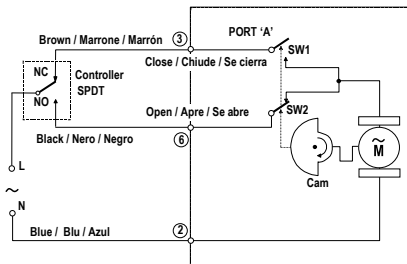 Brown / Marrone / Marrón
3
PORT 'A'
SW1
Close / Chiude / Se cierra
NC
Controller
SPDT
NO
Open / Apre / Se abre
SW2
Black / Nero / Negro
6
L
~
N
~
M
Cam
Blue / Blu / Azul
2